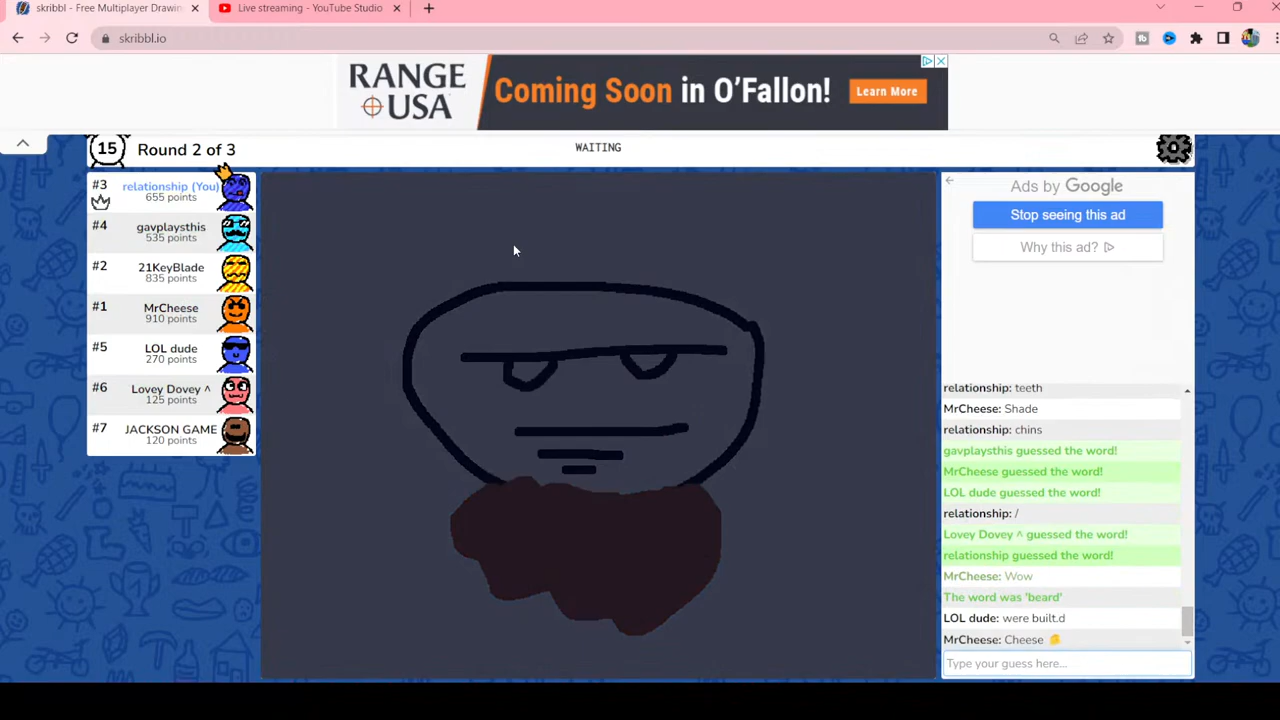 skribbl - Free Multiplayer Drawin
Live streaming - YouTube Studio
skribbl.io
RANGE
USA
Coming Soon in O'Fallon!
Learn More
15
Round 2 of 3
WAITING
#3
relationship (You)
655 points
#4
gavplaysthis
535 points
#2
21KeyBlade
835 points
#1
MrCheese
910 points
#5
LOL dude
270 points
#6
Lovey Dovey ^
125 points
#7
JACKSON GAME
120 points
Ads by Google
Stop seeing this ad
Why this ad?
relationship: teeth
MrCheese: Shade
relationship: chins
gavplaysthis guessed the word!
MrCheese guessed the word!
LOL dude guessed the word!
relationship: /
Lovey Dovey ^ guessed the word!
relationship guessed the word!
MrCheese: Wow
The word was 'beard'
LOL dude: were built.d
MrCheese: Cheese
Type your guess here...